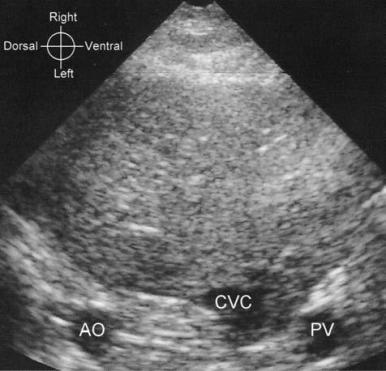 Right
Dorsal Ventral
Left
CVC
AO PV